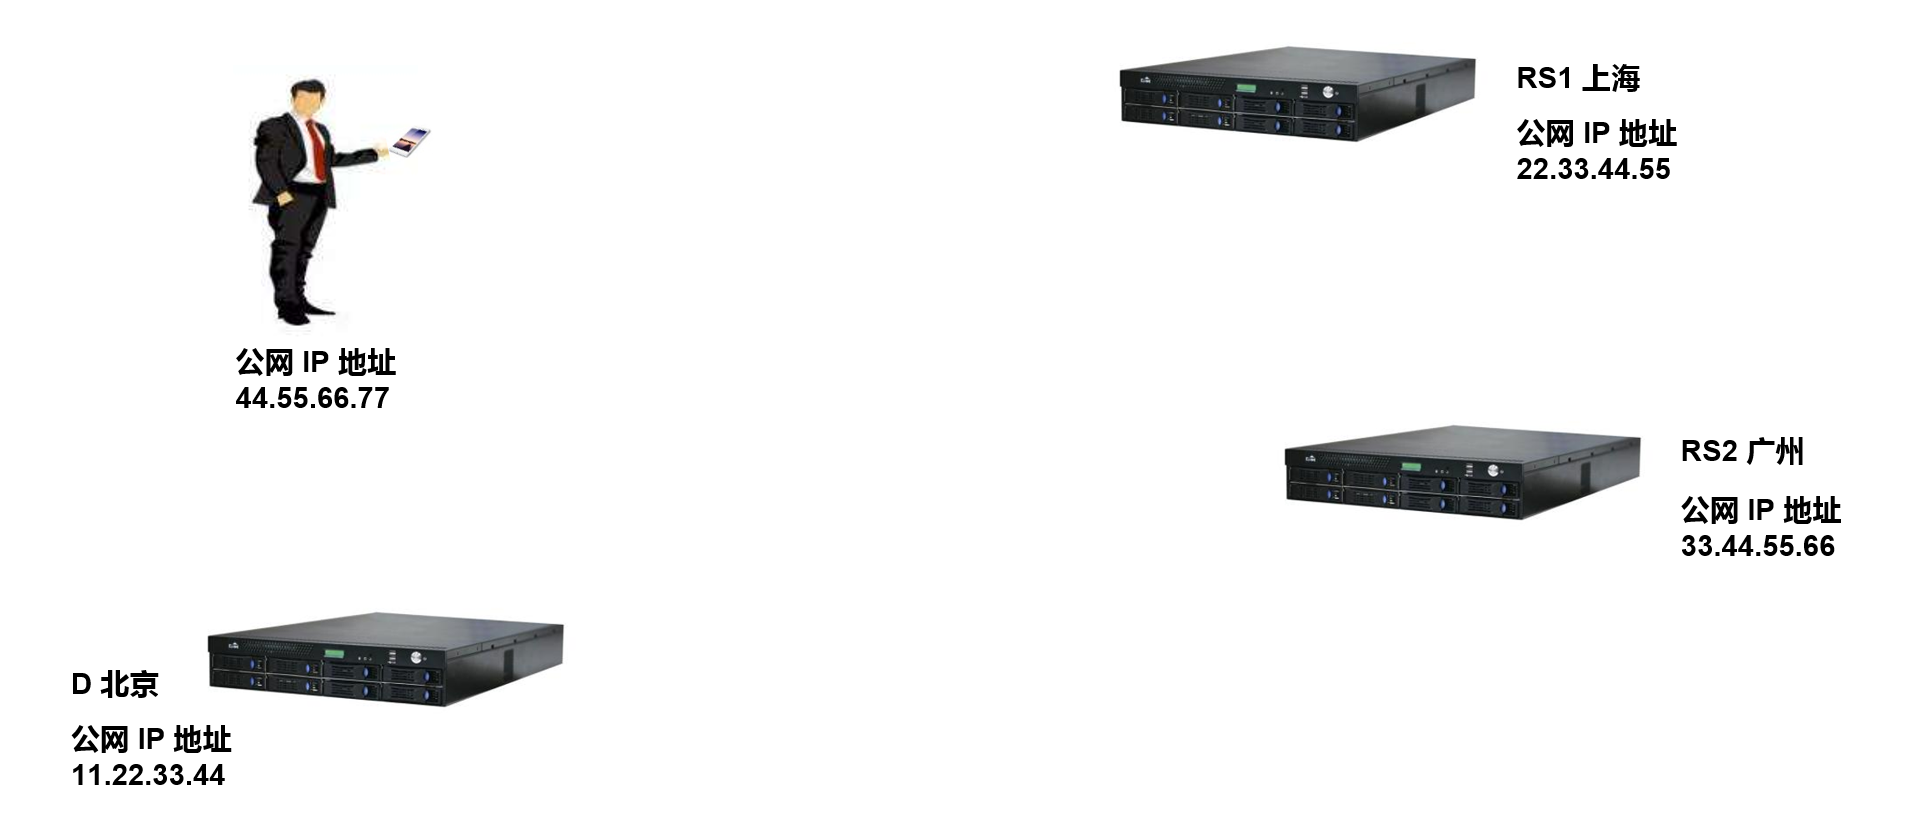 RS1 上海
公网 IP 地址
22.33.44.55
公网 IP 地址
44.55.66.77
RS2 广州
公网 IP 地址
33.44.55.66
D 北京
公网 IP 地址
11.22.33.44